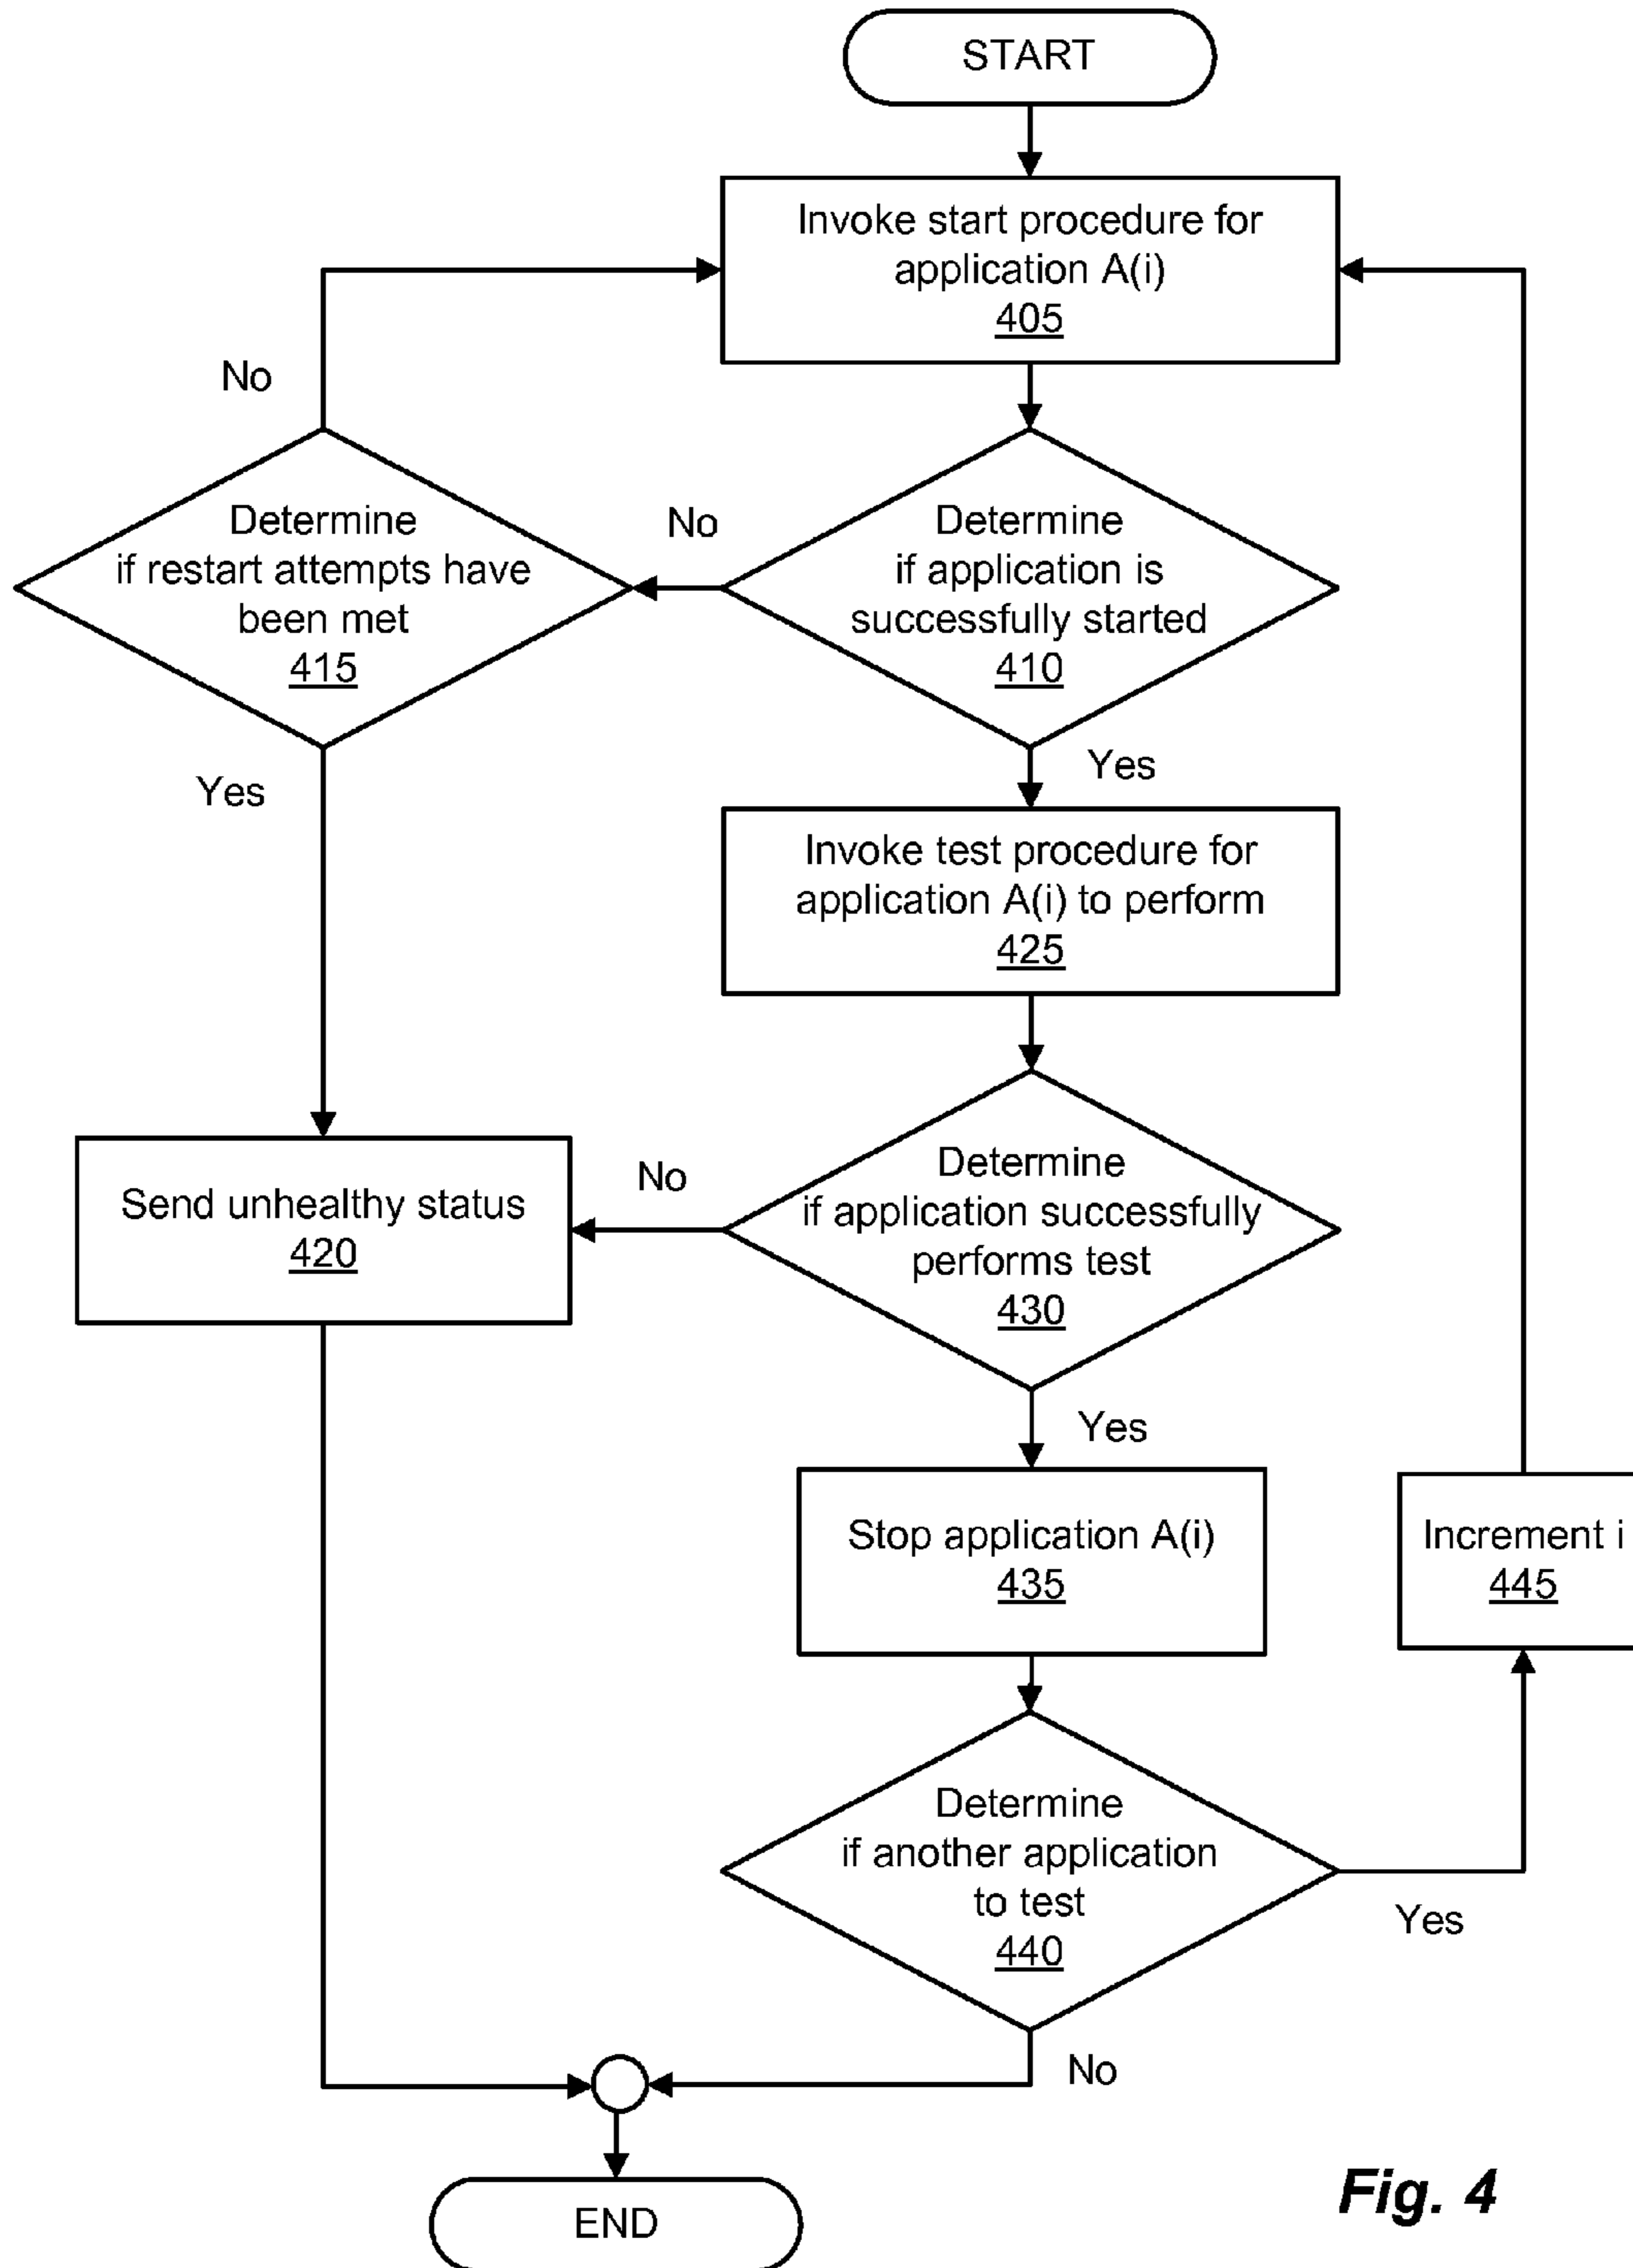 START
Invoke start procedure for
application A(i)
405
No
Determine
if restart attempts have
been met
415
No
Determine
if application is
successfully started
410
Yes
Yes
Invoke test procedure for
application A(i) to perform
425
Send unhealthy status
420
No
Determine
if application successfully
performs test
430
Yes
Stop application A(i)
435
Increment i
445
Determine
if another application
to test
440
Yes
No
END
Fig. 4